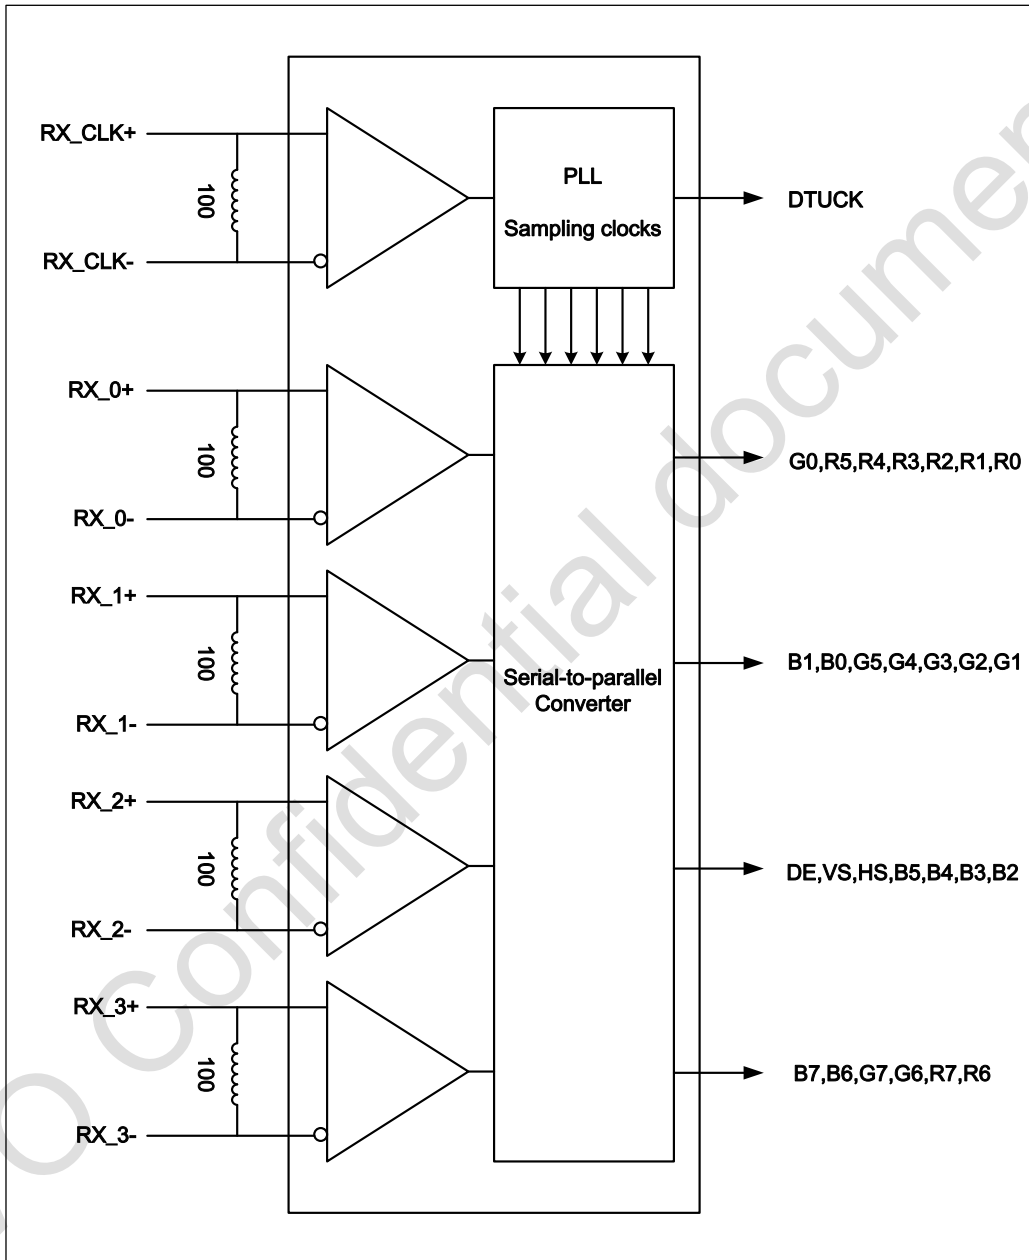 RX_CLK+
100
RX_CLK-
PLL
Sampling clocks
DTUCK
RX_0+
100
RX_0-
G0,R5,R4,R3,R2,R1,R0
RX_1+
100
RX_1-
Serial-to-parallel
Converter
B1,B0,G5,G4,G3,G2,G1
RX_2+
100
RX_2-
DE,VS,HS,B5,B4,B3,B2
RX_3+
100
RX_3-
B7,B6,G7,G6,R7,R6
O Confidential documen